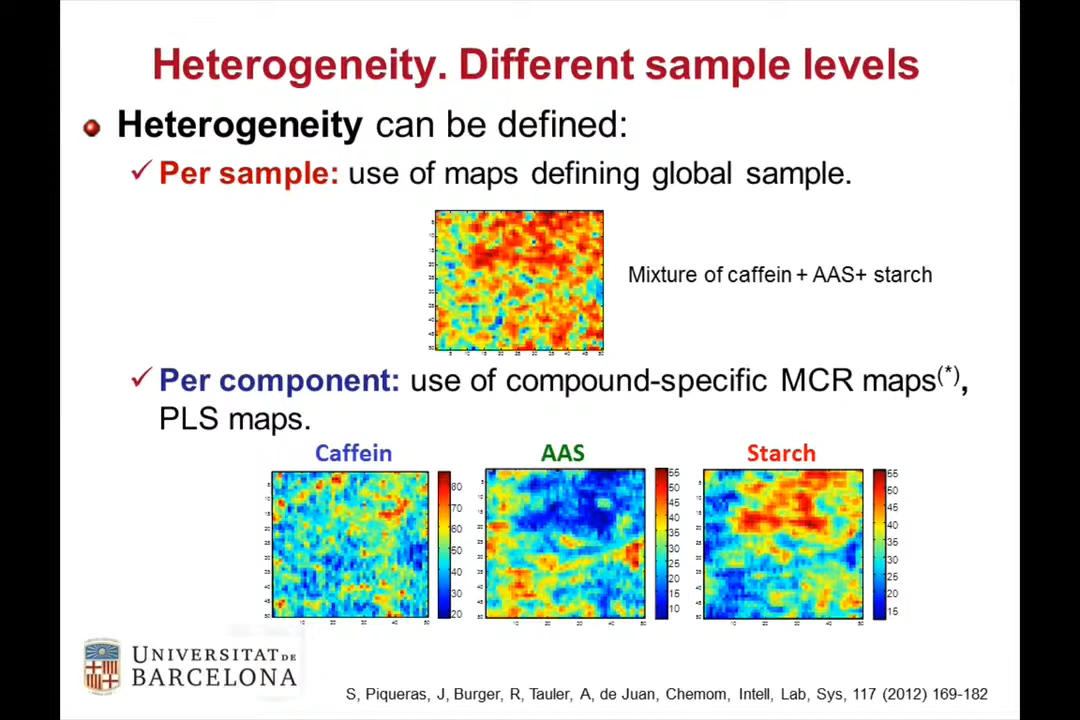 Heterogeneity. Different sample levels
Heterogeneity can be defined:
Per sample: use of maps defining global sample.
Mixture of caffein + AAS+ starch
Per component: use of compound-specific MCR maps(*),
PLS maps.
Caffein
AAS
Starch
80
70
60
50
40
30
20
55
50
45
40
35
30
25
20
15
10
55
50
45
40
35
30
25
20
15
UNIVERSITAT DE
BARCELONA
S, Piqueras, J, Burger, R, Tauler, A, de Juan, Chemom, Intell, Lab, Sys, 117 (2012) 169-182